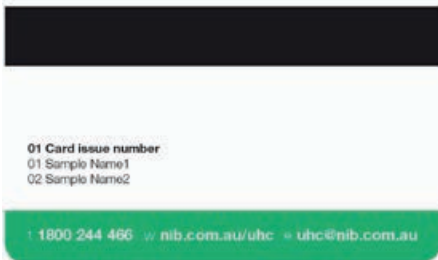 01 Card issue number
01 Sample Name1
02 Sample Name2
t 1800 244 466 w nib.com.au/uhc e uhc@nib.com.au